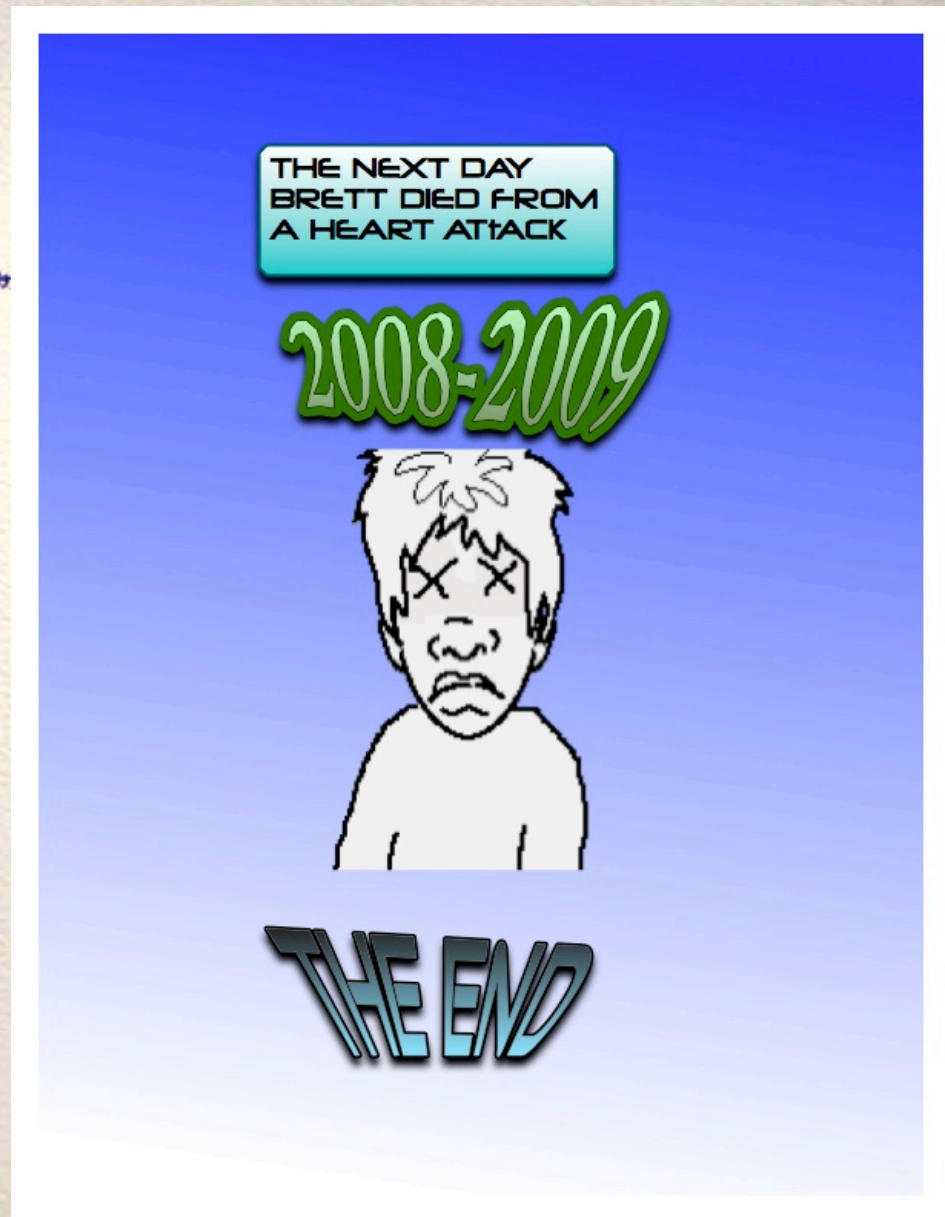 THE NEXT DAY
BRETT DIED FROM
A HEART ATtACK
2008-2009
THE END